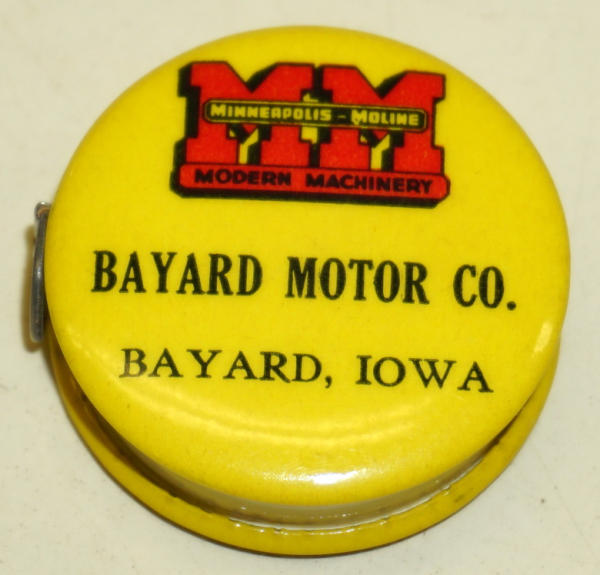 MM
MINNEAPOLIS - MOLINE
MODERN MACHINERY
BAYARD MOTOR CO.
BAYARD, IOWA